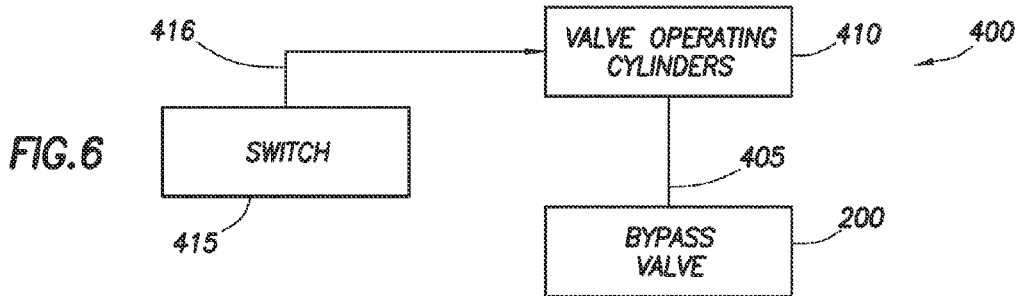 416
VALVE OPERATING
CYLINDERS
410
400
FIG.6
SWITCH
405
415
BYPASS
VALVE
200